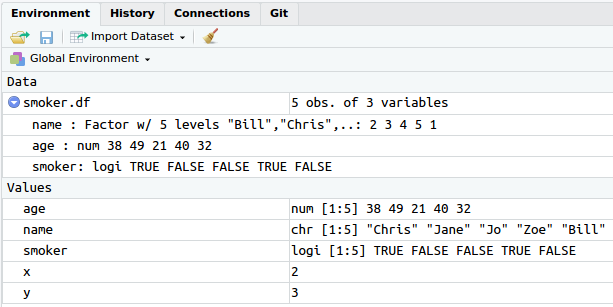 Environment History Connections Git
Import Dataset
Global Environment
Data
smoker.df 5 obs. of 3 variables
name : Factor w/ 5 levels "Bill","Chris",..: 2 3 4 5 1
age : num 38 49 21 40 32
smoker: logi TRUE FALSE FALSE TRUE FALSE
Values
age num [1:5] 38 49 21 40 32
name chr [1:5] "Chris" "Jane" "Jo" "Zoe" "Bill"
smoker logi [1:5] TRUE FALSE FALSE TRUE FALSE
x 2
y 3